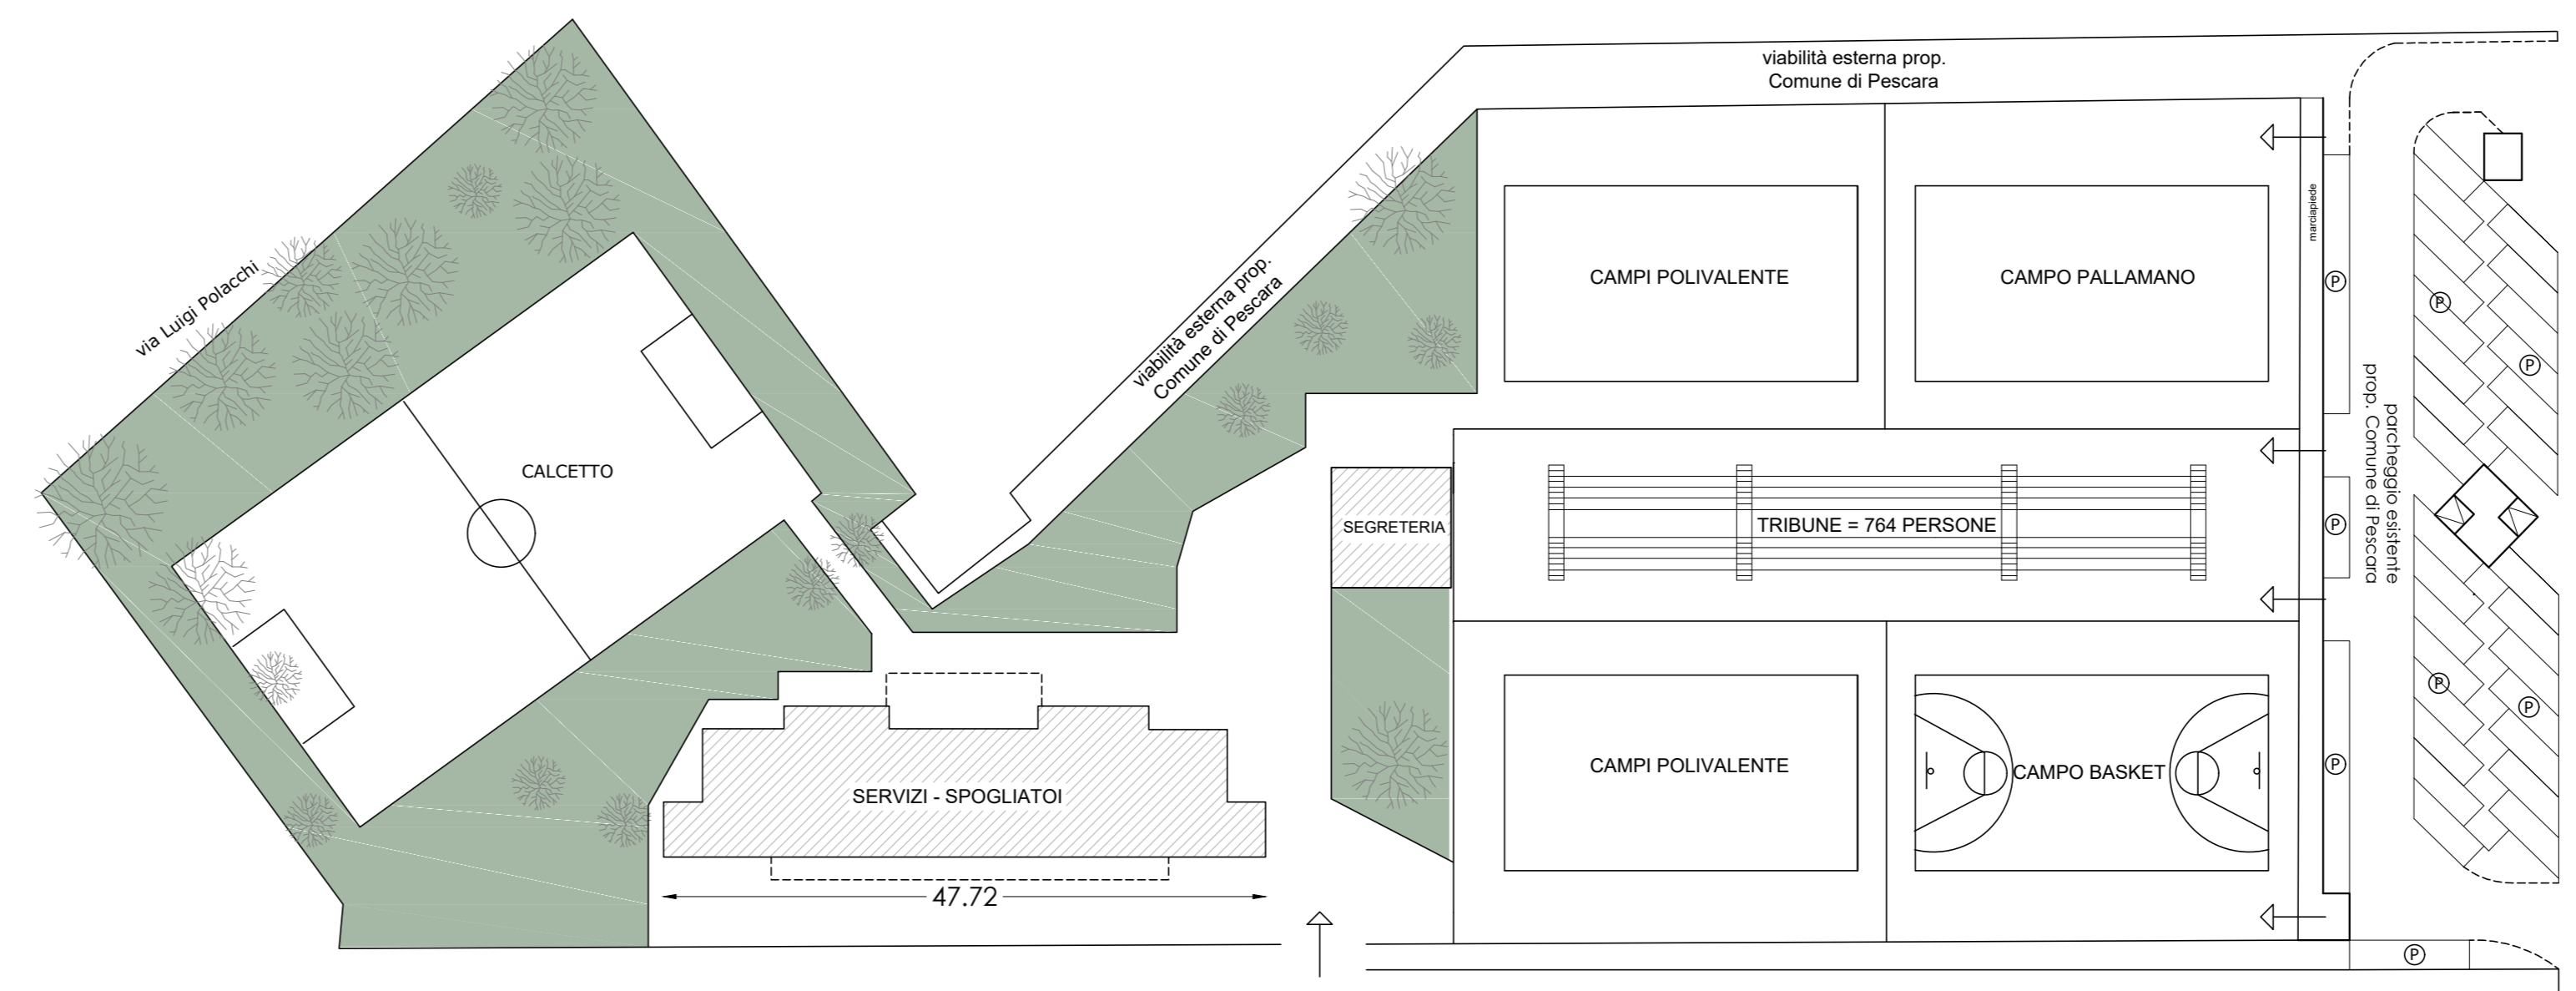 viabilità esterna prop.
Comune di Pescara
via Luigi Polacchi
viabilità esterna prop.
Comune di Pescara
marciapiede
CAMPI POLIVALENTE
CAMPO PALLAMANO
P
P
P
CALCETTO
parcheggio esistente
prop. Comune di Pescara
SEGRETERIA
TRIBUNE = 764 PERSONE
P
P
P
CAMPI POLIVALENTE
CAMPO BASKET
P
SERVIZI - SPOGLIATOI
47.72
P